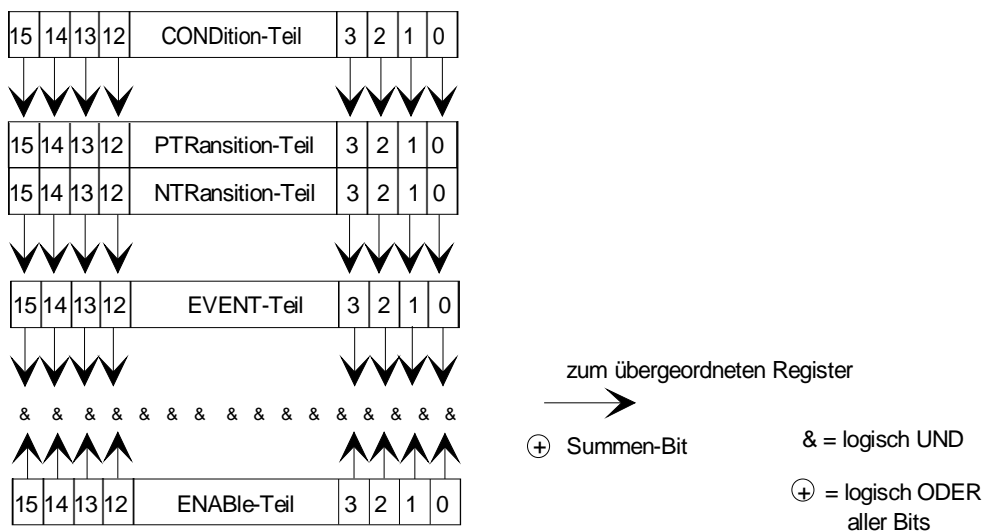 15 14 13 12 CONDition-Teil 3 2 1 0
15 14 13 12 PTRansition-Teil 3 2 1 0
15 14 13 12 NTRansition-Teil 3 2 1 0
15 14 13 12 EVENT-Teil 3 2 1 0
zum übergeordneten Register
& & & & & & & & & & & & & & & &
+ Summen-Bit
& = logisch UND
15 14 13 12 ENABle-Teil 3 2 1 0
+ = logisch ODER
aller Bits